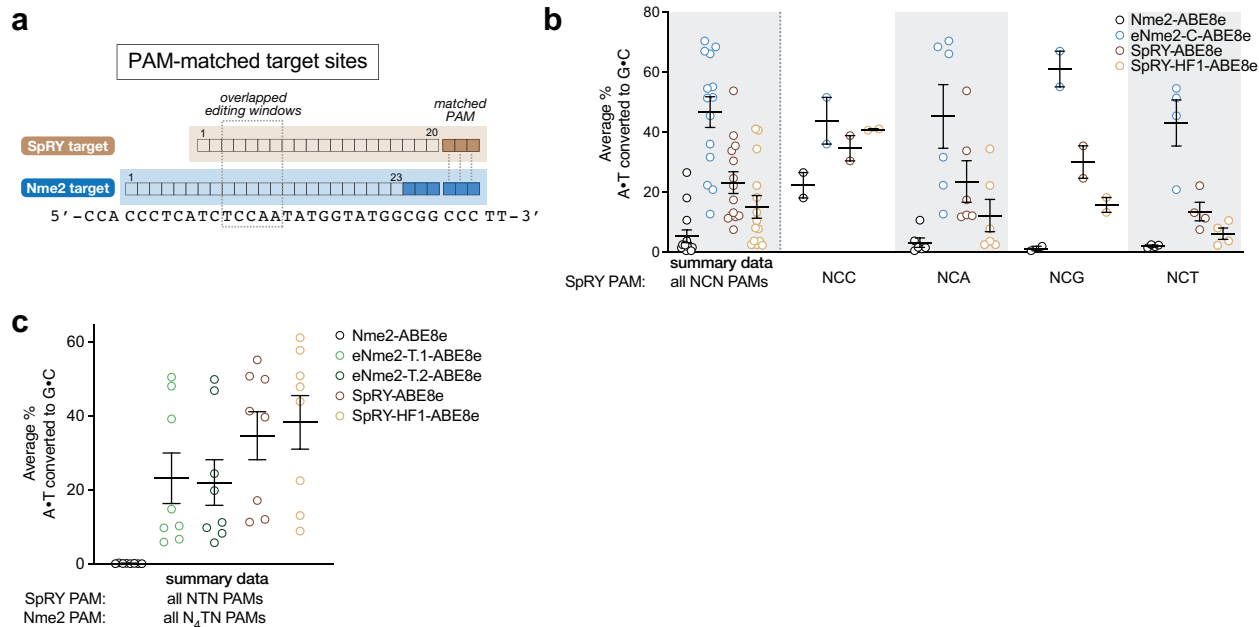 a
PAM-matched target sites
overlapped
editing windows
matched
PAM
1
20
SpRY target
1
23
Nme2 target
5′-CCA CCCTCATCTCCAATATGGTATGGCGG CCC TT-3′
b
Average %
A•T converted to G•C
80
60
40
20
0
Nme2-ABE8e
eNme2-C-ABE8e
SpRY-ABE8e
SpRY-HF1-ABE8e
summary data
SpRY PAM: all NCN PAMs NCC NCA NCG NCT
c
Average %
A•T converted to G•C
60
40
20
0
Nme2-ABE8e
eNme2-T.1-ABE8e
eNme2-T.2-ABE8e
SpRY-ABE8e
SpRY-HF1-ABE8e
summary data
SpRY PAM: all NTN PAMs
Nme2 PAM: all N₄TN PAMs